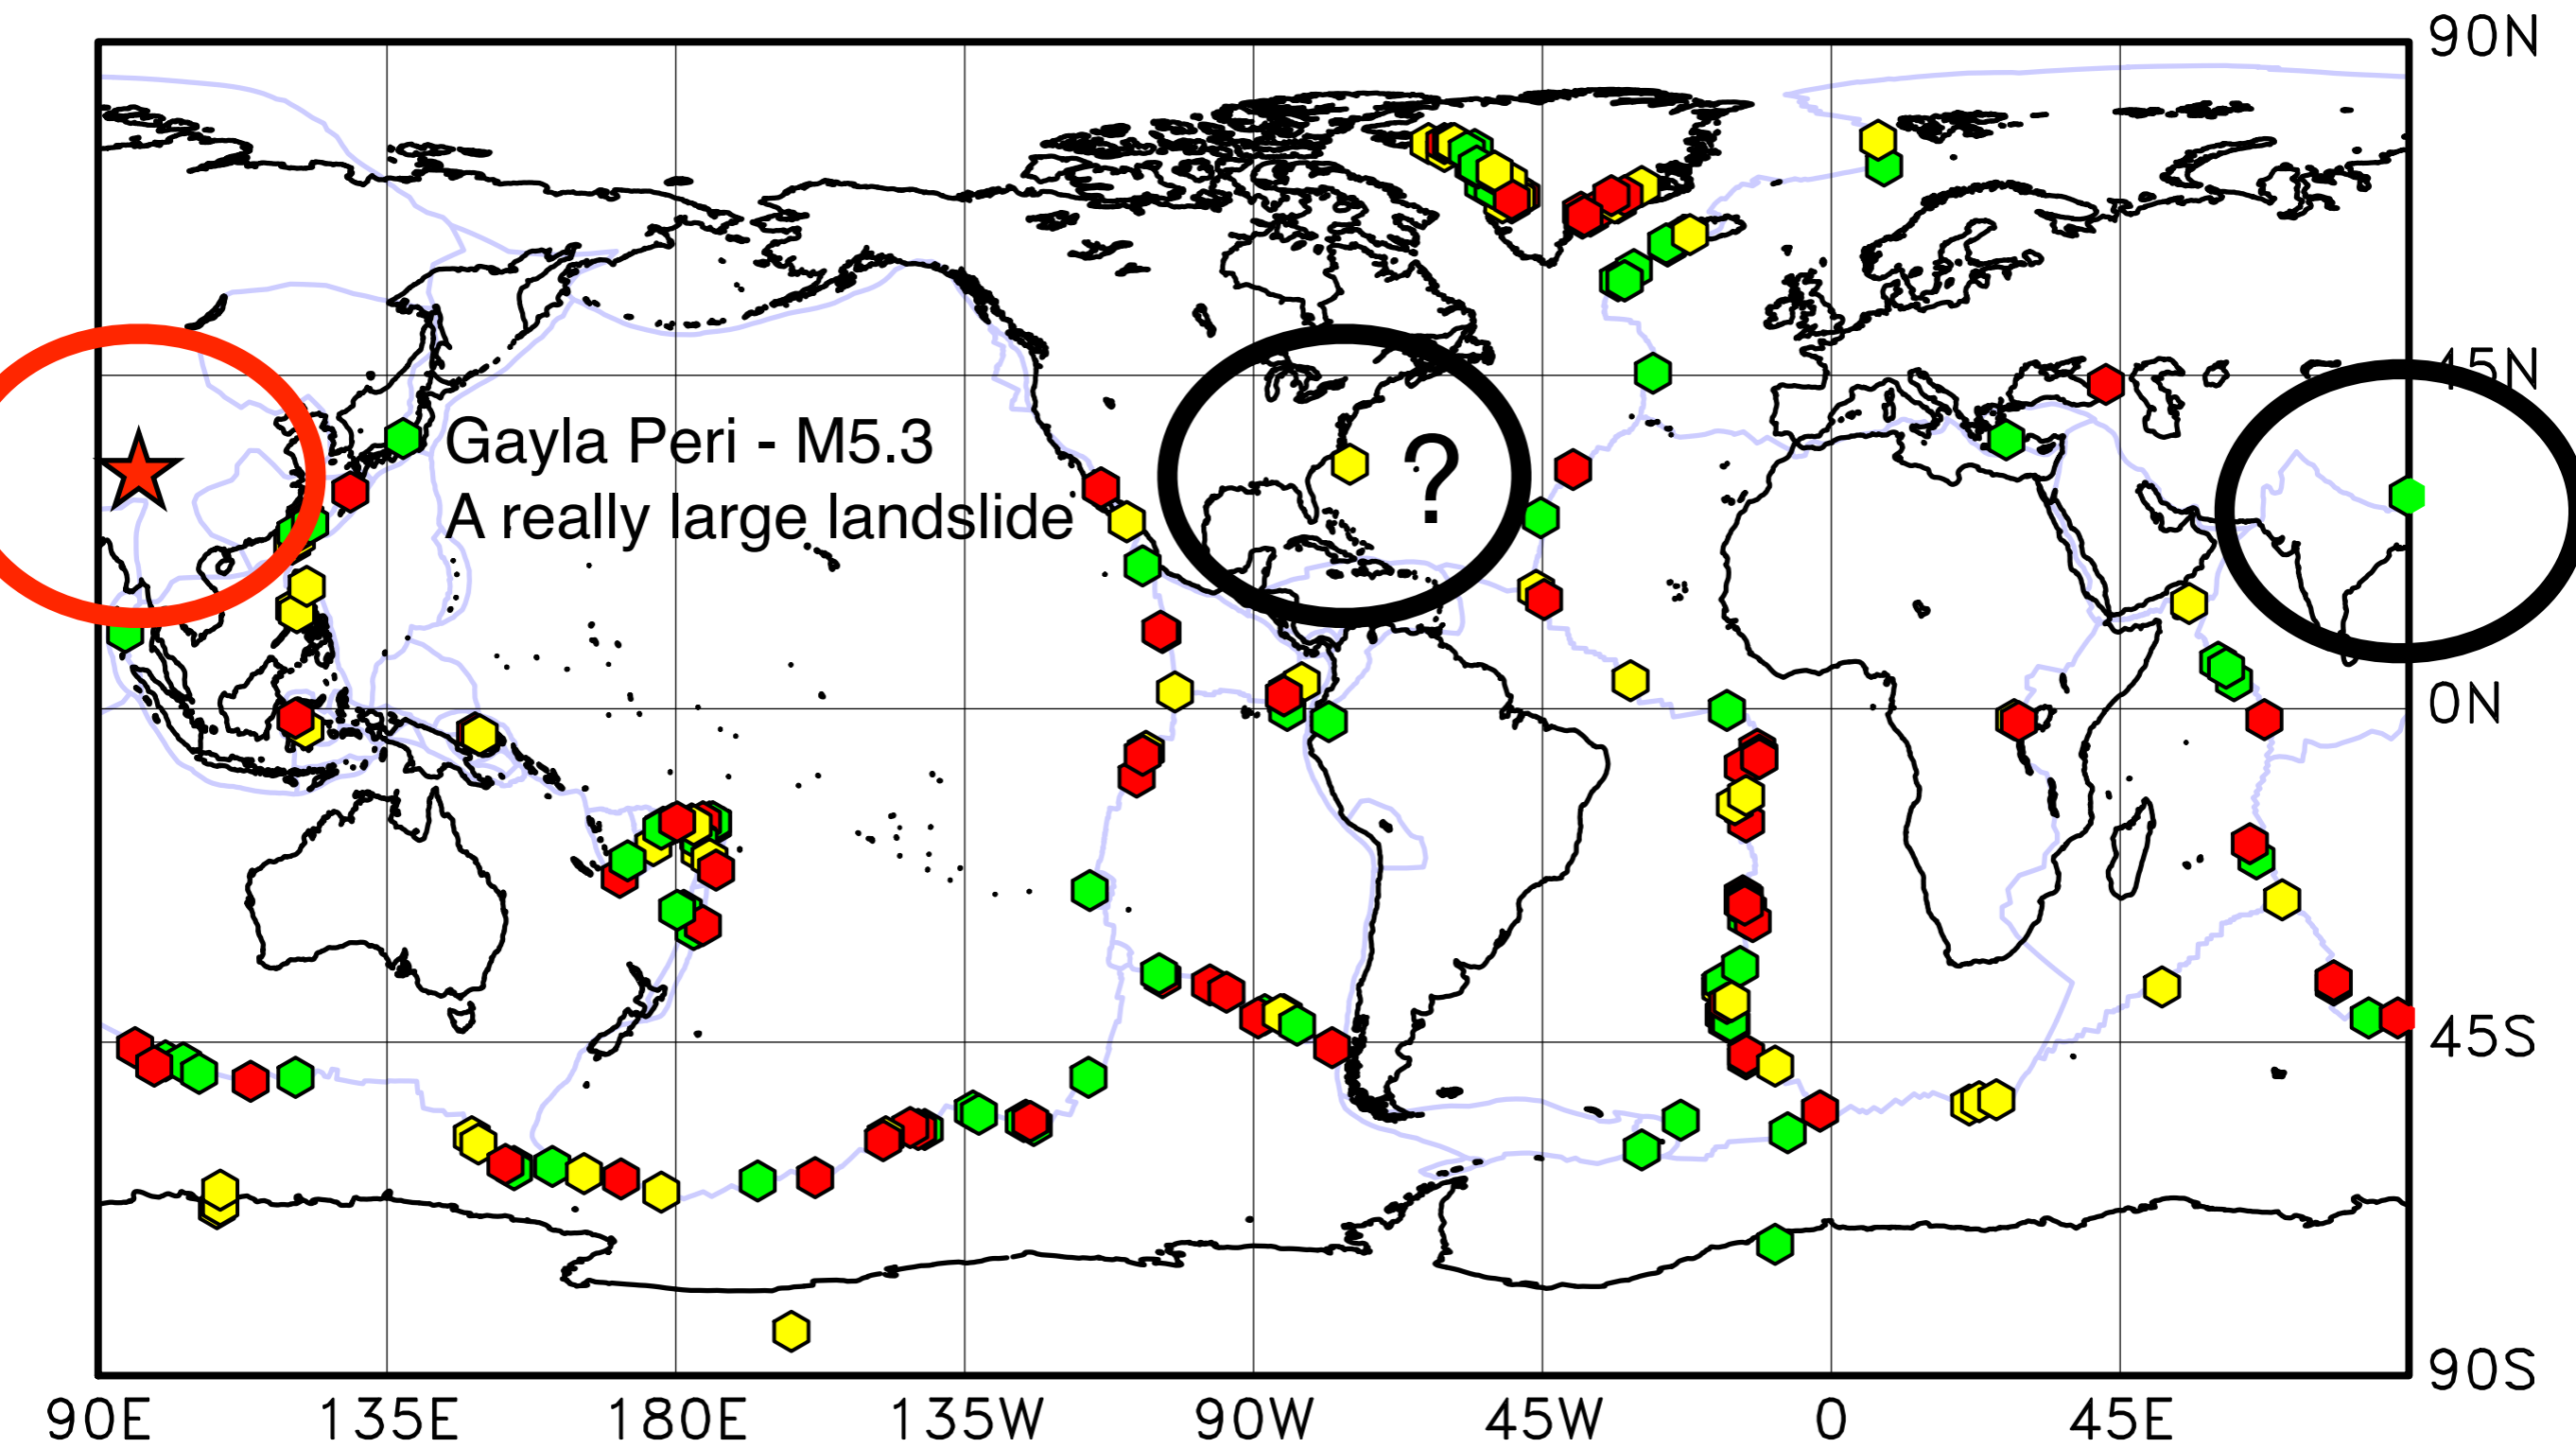 90N
45N
Gayla Peri - M5.3
A really large landslide
?
0N
45S
90S
90E 135E 180E 135W 90W 45W 0 45E